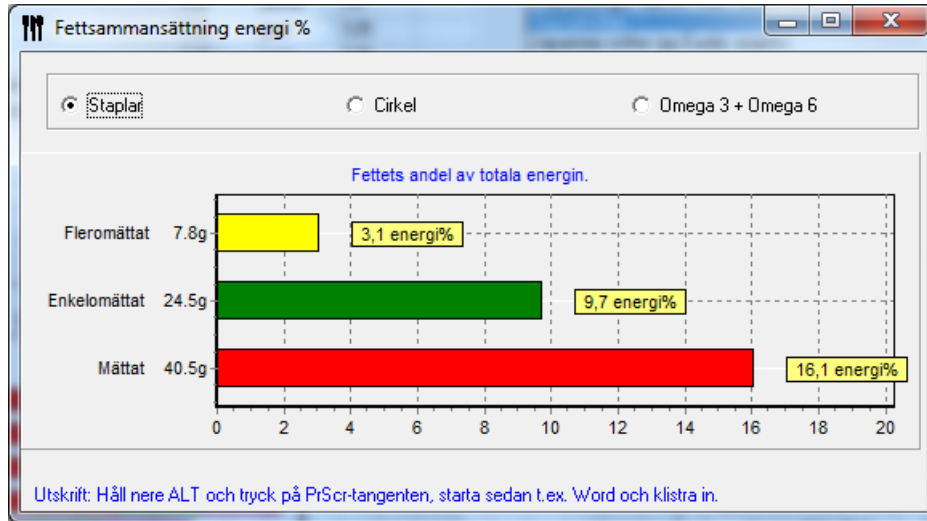 Fettsammansättning energi %
Staplar Cirkel Omega 3 + Omega 6
Fettets andel av totala energin.
Fleromättat 7.8g 3,1 energi%
Enkelomättat 24.5g 9,7 energi%
Mättat 40.5g 16,1 energi%
0 2 4 6 8 10 12 14 16 18 20
Utskrift: Håll nere ALT och tryck på PrScr-tangenten, starta sedan t.ex. Word och klistra in.